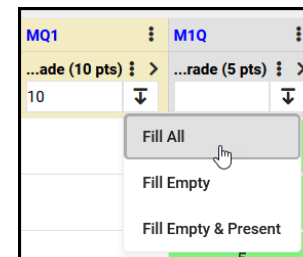 MQ1 M1Q
...ade (10 pts) ...rade (5 pts)
10
Fill All
Fill Empty
Fill Empty & Present